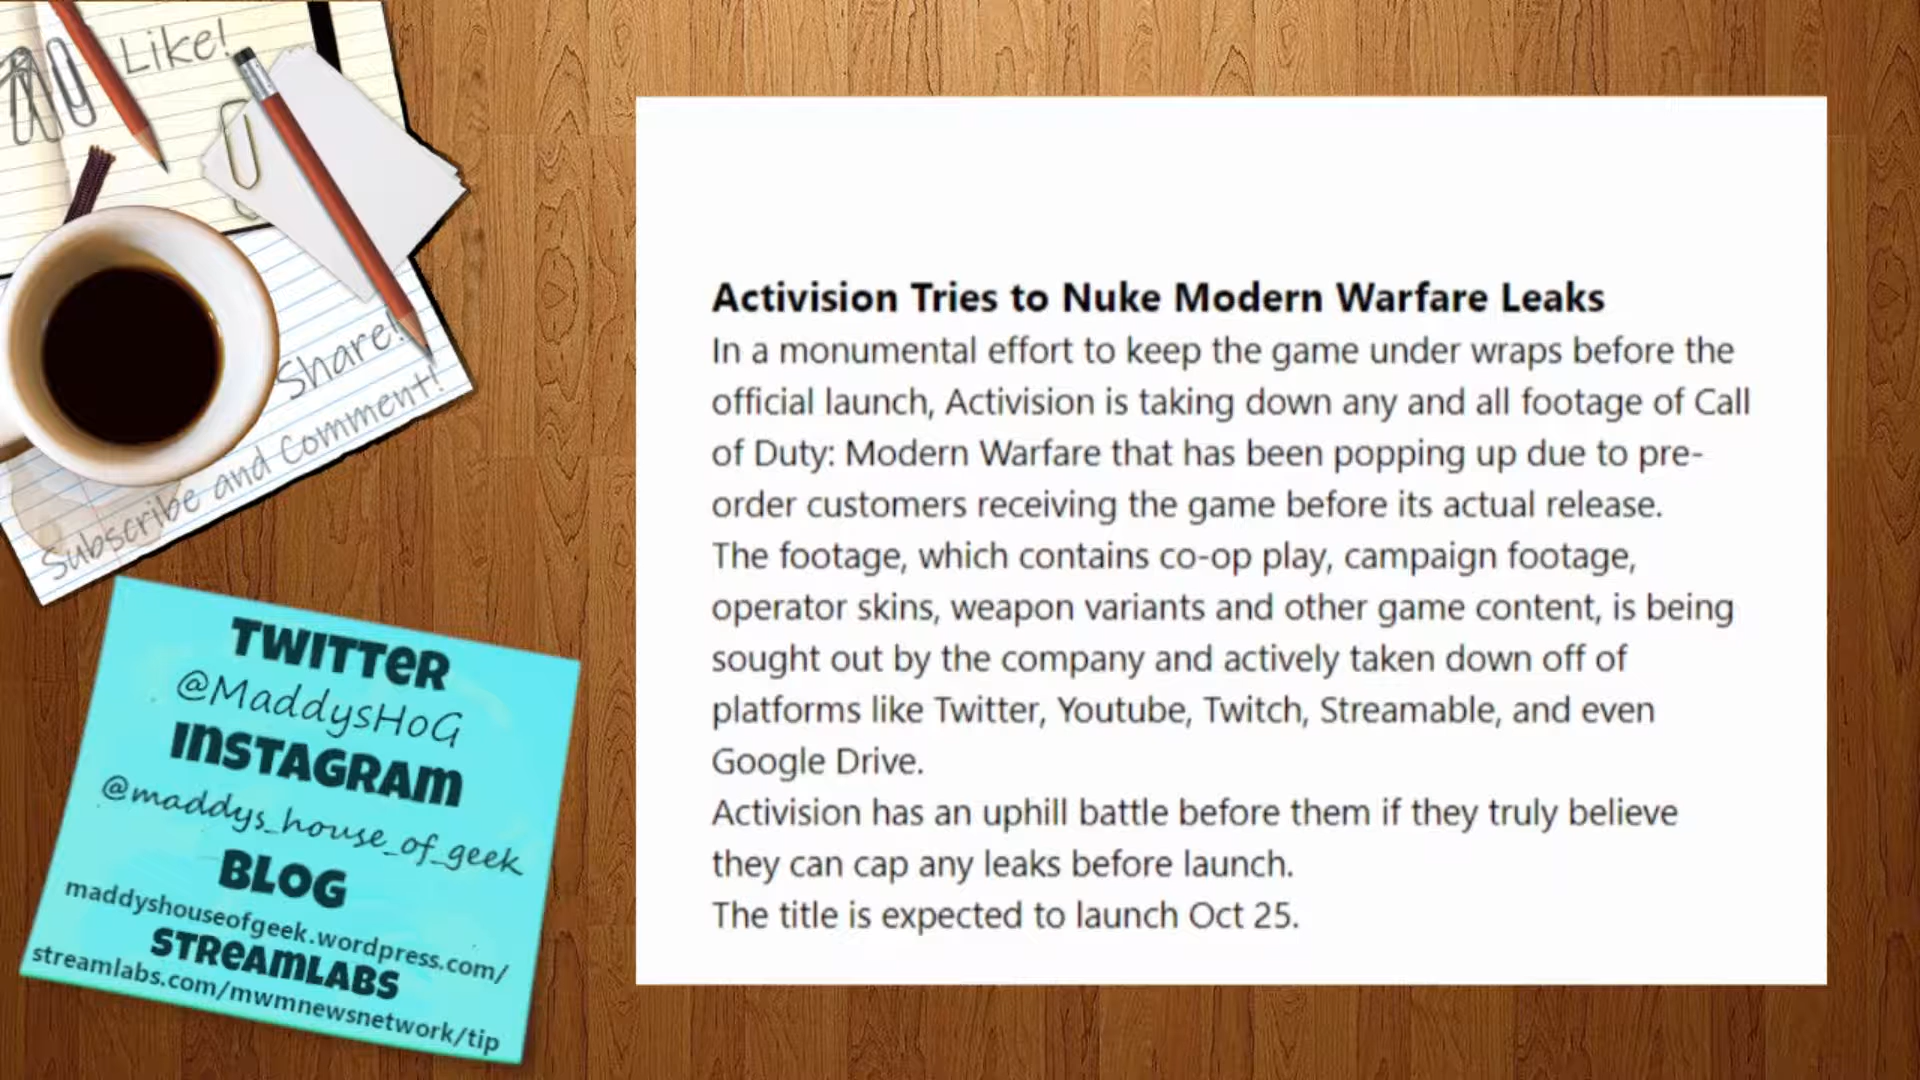 Like!
Share!
Subscribe and Comment!
TWITTER
@MaddysHoG
INSTAGRAM
@maddys_house_of_geek
BLOG
maddyshouseofgeek.wordpress.com/
STREAMLABS
streamlabs.com/mwmnewsnetwork/tip
Activision Tries to Nuke Modern Warfare Leaks
In a monumental effort to keep the game under wraps before the
official launch, Activision is taking down any and all footage of Call
of Duty: Modern Warfare that has been popping up due to pre-
order customers receiving the game before its actual release.
The footage, which contains co-op play, campaign footage,
operator skins, weapon variants and other game content, is being
sought out by the company and actively taken down off of
platforms like Twitter, Youtube, Twitch, Streamable, and even
Google Drive.
Activision has an uphill battle before them if they truly believe
they can cap any leaks before launch.
The title is expected to launch Oct 25.